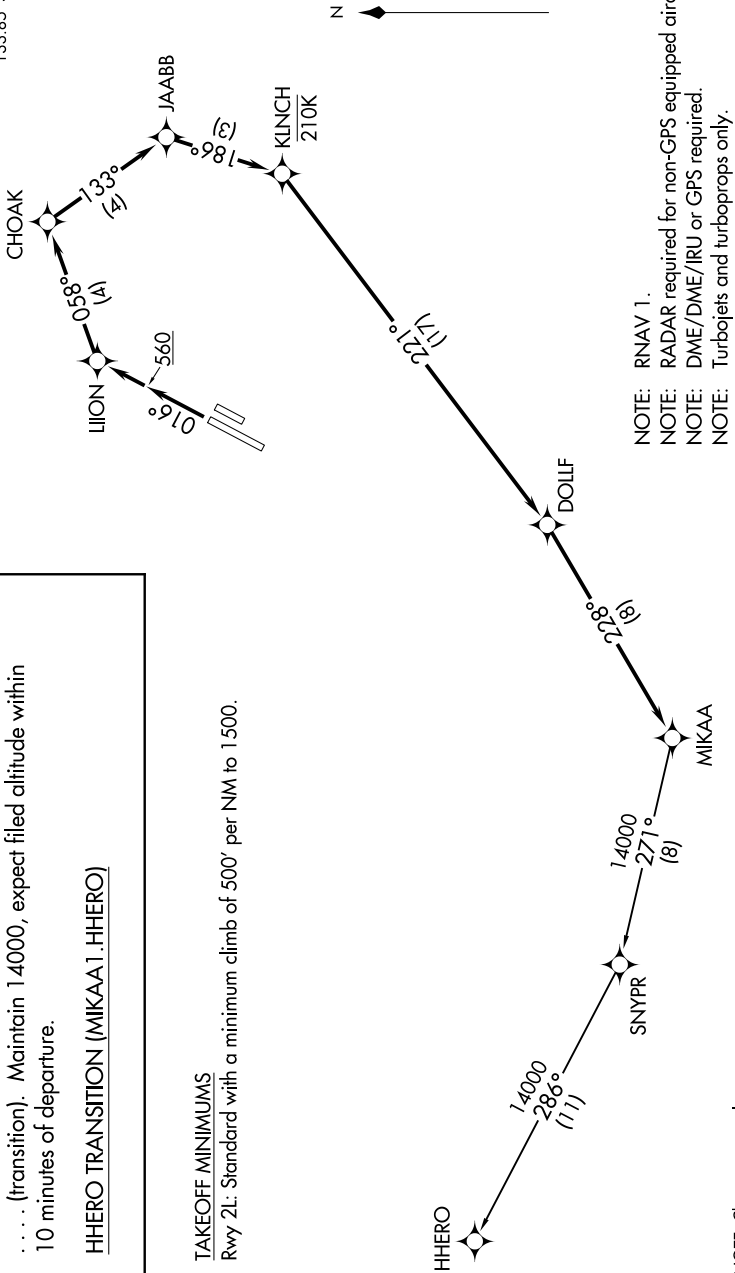 . . . . (transition). Maintain 14000, expect filed altitude within
10 minutes of departure.
HHERO TRANSITION (MIKAA1.HHERO)
TAKEOFF MINIMUMS
Rwy 2L: Standard with a minimum climb of 500' per NM to 1500.
N
CHOAK
133°
(4)
JAABB
186°
(3)
KLNCH
210K
058°
(4)
LIION
560
016°
221°
(17)
DOLLF
228°
(8)
MIKAA
14000
271°
(8)
SNYPR
14000
286°
(11)
HHERO
NOTE: RNAV 1.
NOTE: RADAR required for non-GPS equipped
NOTE: DME/DME/IRU or GPS required.
NOTE: Turbojets and turboprops only.